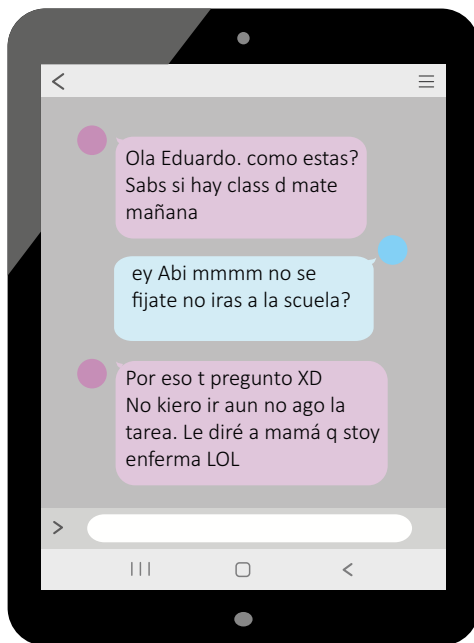 Ola Eduardo. como estas?
Sabs si hay class d mate
mañana
ey Abi mmmm no se
fijate no iras a la scuela?
Por eso t pregunto XD
No kiero ir aun no ago la
tarea. Le diré a mamá q stoy
enferma LOL